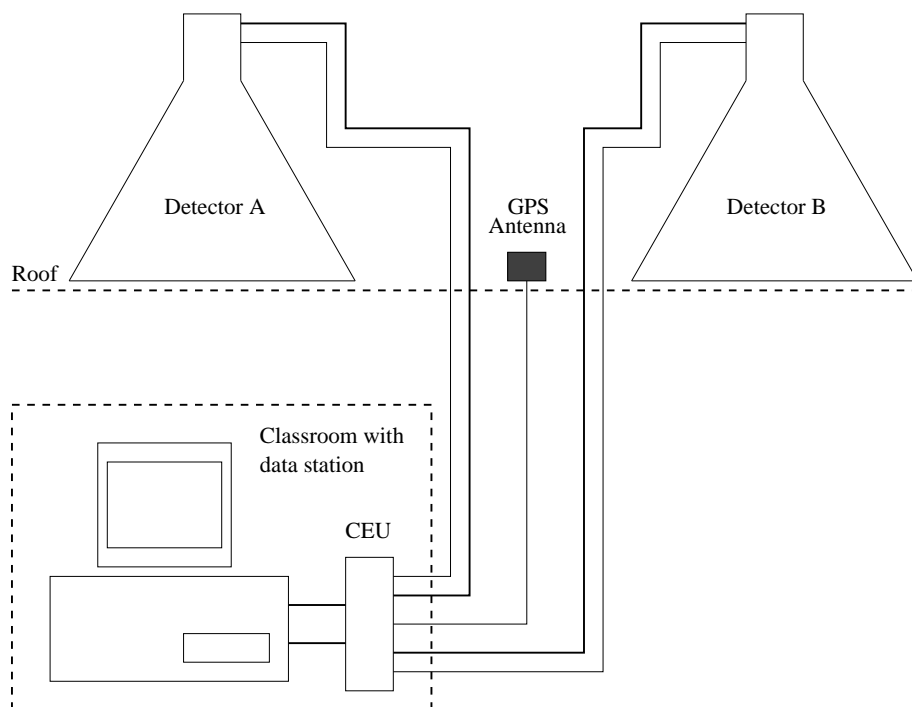 Detector A
GPS
Antenna
Detector B
Roof
Classroom with
data station
CEU